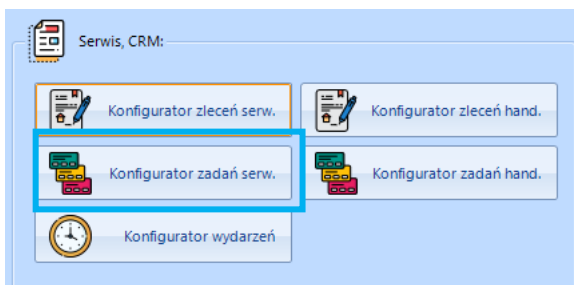 Serwis, CRM:
Konfigurator zleceń serw.
Konfigurator zleceń hand.
Konfigurator zadań serw.
Konfigurator zadań hand.
Konfigurator wydarzeń